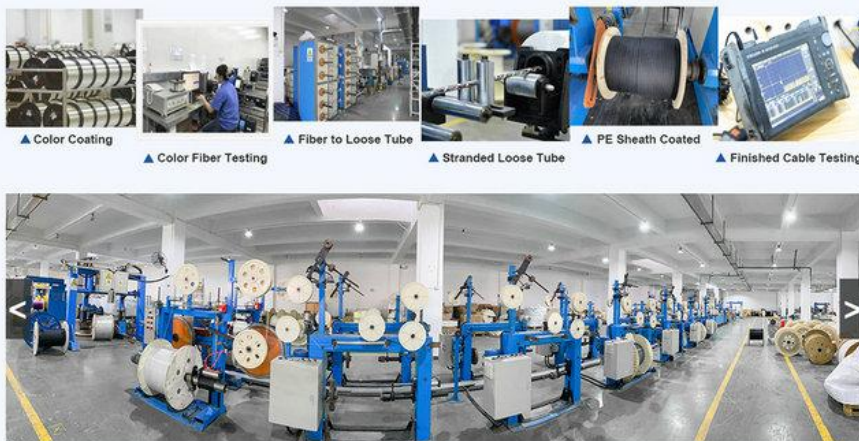 ▲ Color Coating
▲ Color Fiber Testing
▲ Fiber to Loose Tube
▲ Stranded Loose Tube
▲ PE Sheath Coated
▲ Finished Cable Testing
< >